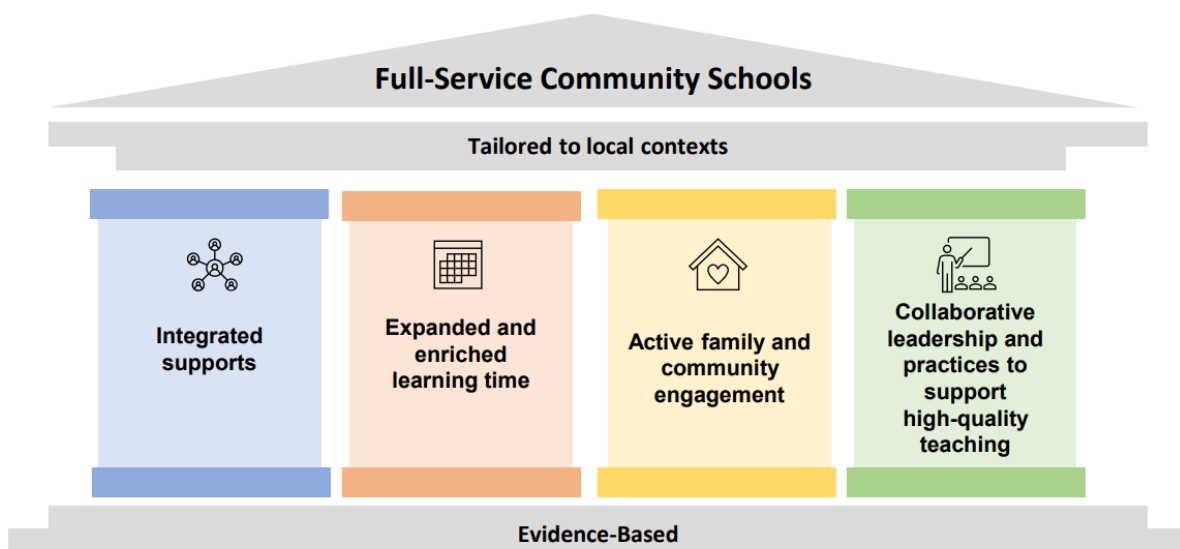 Full-Service Community Schools
Tailored to local contexts
Integrated
supports
Expanded and
enriched
learning time
Active family and
community
engagement
Collaborative
leadership and
practices to
support
high-quality
teaching
Evidence-Based